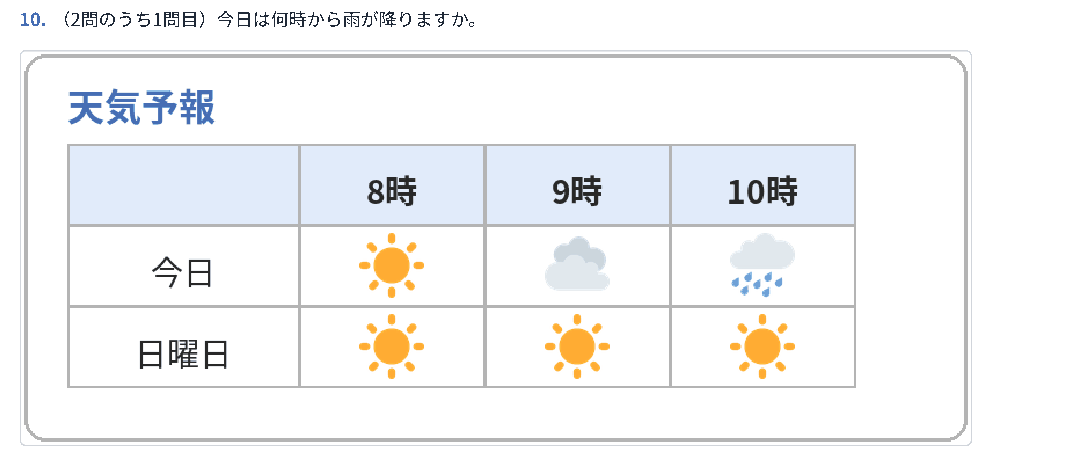 10. （2問のうち1問目）今日は何時から雨が降りますか。
天気予報
8時 9時 10時
今日
日曜日